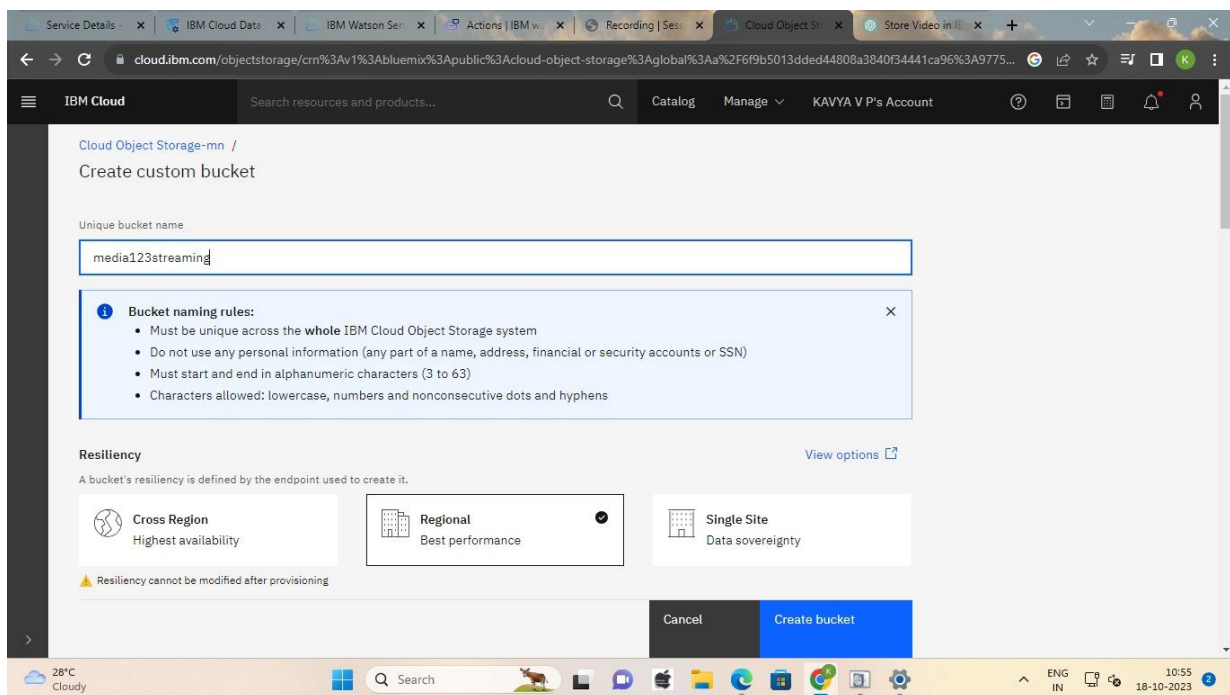 Service Details -
IBM Cloud Data
IBM Watson Ser
Actions | IBM wa
Recording | Sess
Cloud Object St
Store Video in IE
cloud.ibm.com/objectstorage/crn%3Av1%3Abluemix%3Apublic%3Acloud-object-storage%3Aglobal%3Aa%2F6f9b5013dded44808a3840f34441ca96%3A9775...
K
IBM Cloud
Search resources and products...
Catalog
Manage
KAVYA V P's Account
Cloud Object Storage-mn /
Create custom bucket
Unique bucket name
media123streaming
Bucket naming rules:
• Must be unique across the whole IBM Cloud Object Storage system
• Do not use any personal information (any part of a name, address, financial or security accounts or SSN)
• Must start and end in alphanumeric characters (3 to 63)
• Characters allowed: lowercase, numbers and nonconsecutive dots and hyphens
Resiliency
View options
A bucket's resiliency is defined by the endpoint used to create it.
Cross Region
Highest availability
Regional
Best performance
Single Site
Data sovereignty
Resiliency cannot be modified after provisioning
Cancel
Create bucket
28°C
Cloudy
Search
ENG
IN
10:55
18-10-2023
2